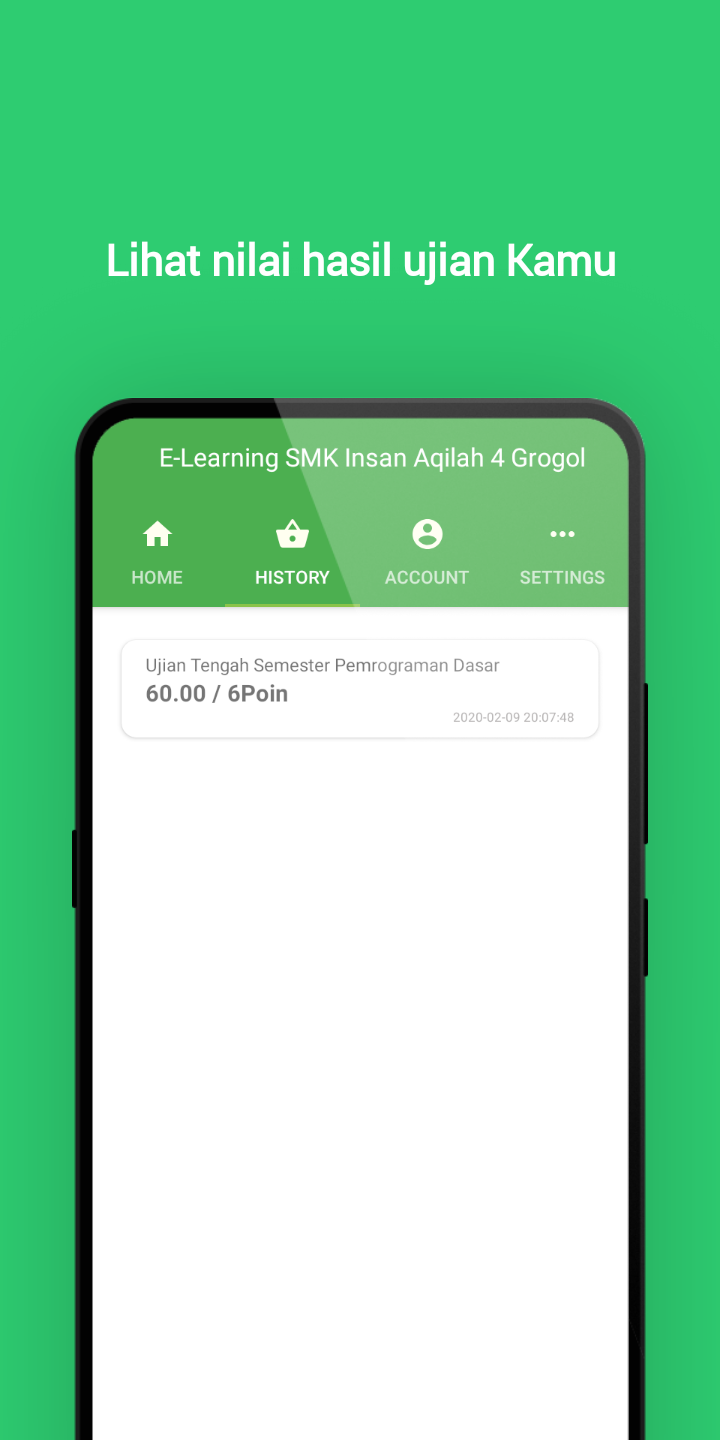 Lihat nilai hasil ujian Kamu
E-Learning SMK Insan Aqilah 4 Grogol
HOME
HISTORY
ACCOUNT
SETTINGS
Ujian Tengah Semester Pemrograman Dasar
60.00 / 6Poin
2020-02-09 20:07:48